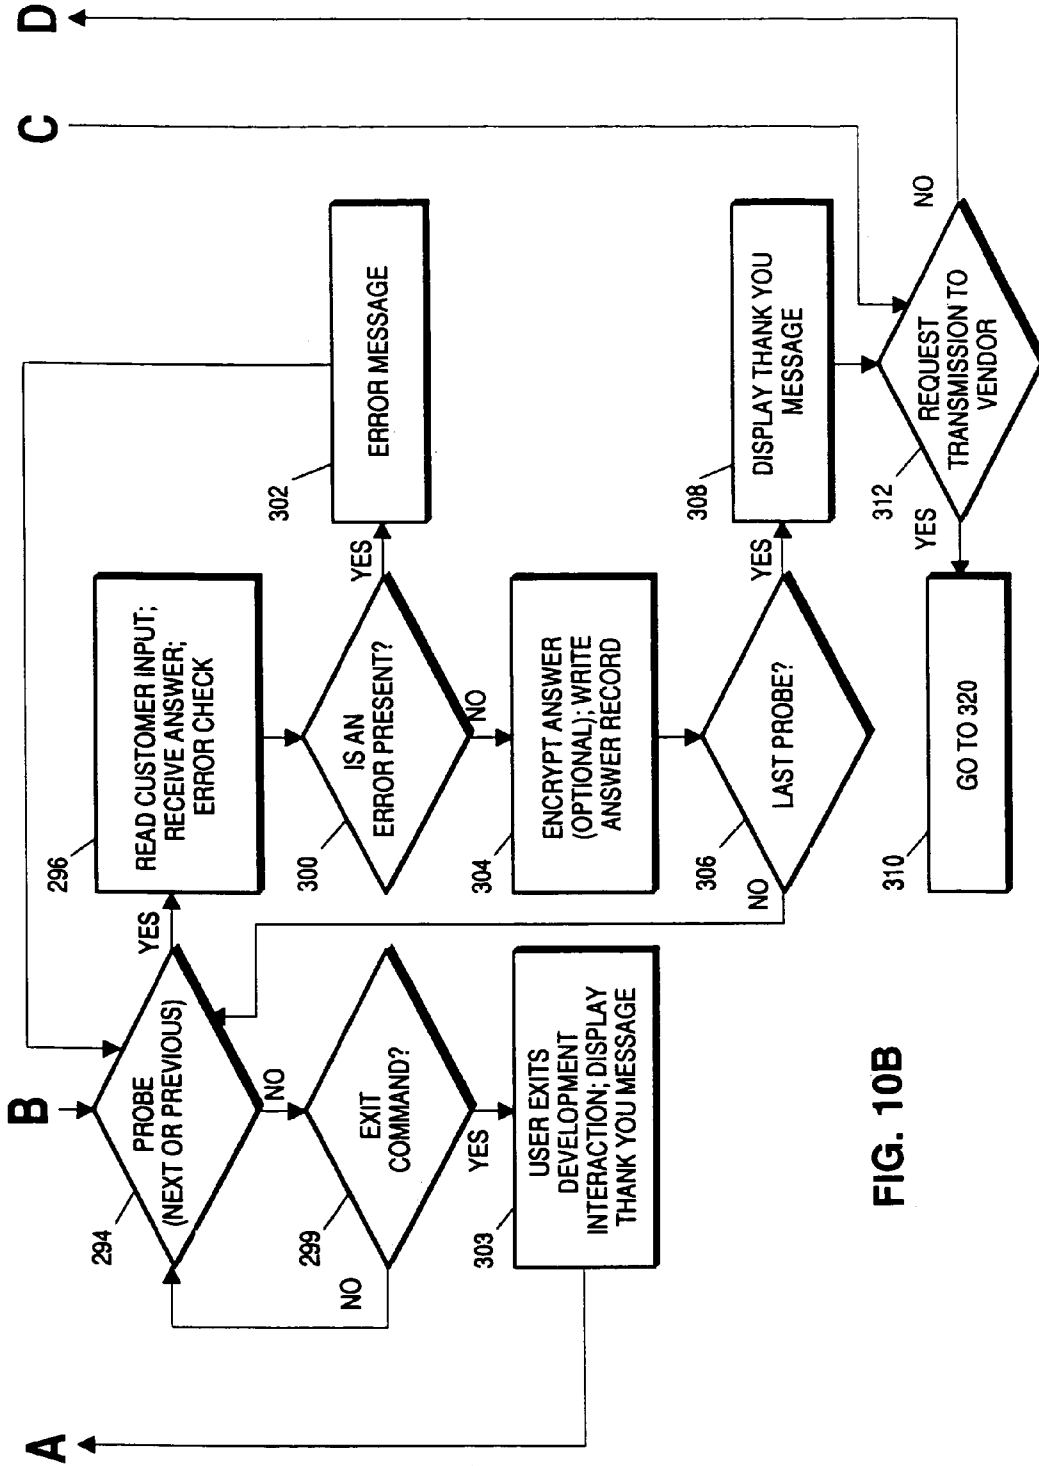 A
B
C
D
294
PROBE
(NEXT OR PREVIOUS)
YES
NO
296
READ CUSTOMER INPUT;
RECEIVE ANSWER;
ERROR CHECK
299
EXIT
COMMAND?
NO
YES
300
IS AN
ERROR PRESENT?
YES
NO
302
ERROR MESSAGE
303
USER EXITS
DEVELOPMENT
INTERACTION; DISPLAY
THANK YOU MESSAGE
304
ENCRYPT ANSWER
(OPTIONAL); WRITE
ANSWER RECORD
306
LAST PROBE?
NO
YES
308
DISPLAY THANK YOU
MESSAGE
310
GO TO 320
312
REQUEST
TRANSMISSION TO
VENDOR
YES
NO
FIG. 10B